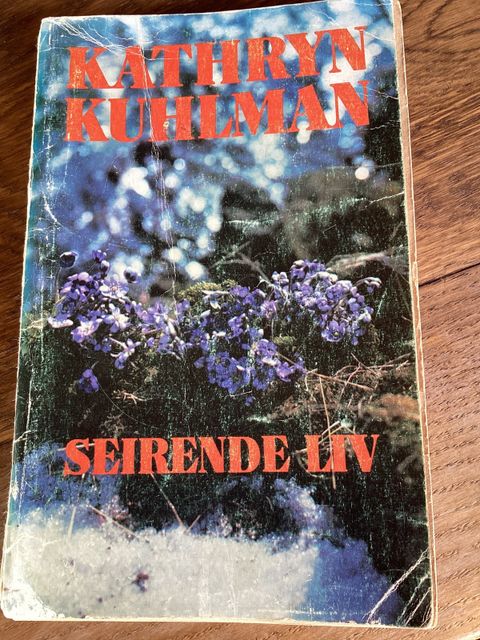 KATHRYN
KUHLMAN
SEIRENDE LIV